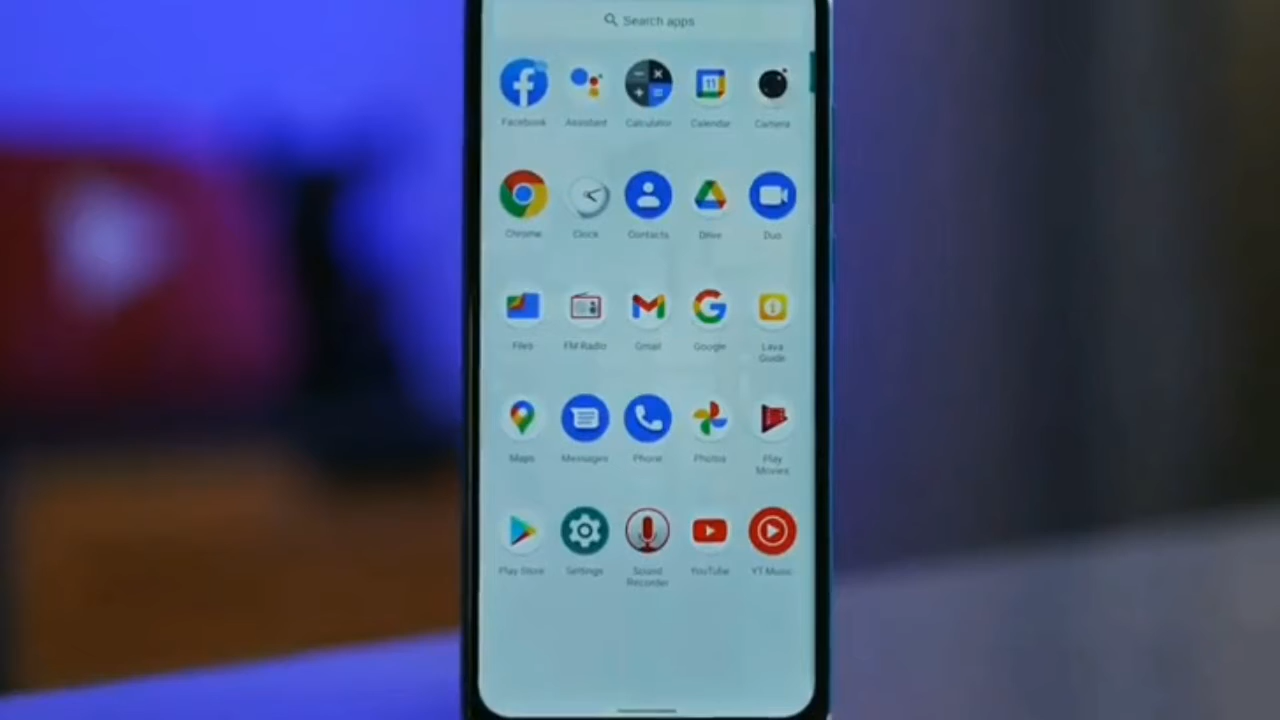 Search apps
Facebook
Assistant
Calculator
11
Calendar
Camera
Chrome
Clock
Contacts
Drive
Duo
Files
FM Radio
Gmail
Google
Lava
Guide
Maps
Messages
Phone
Photos
Play
Movies
Play Store
Settings
Sound
Recorder
YouTube
YT Music